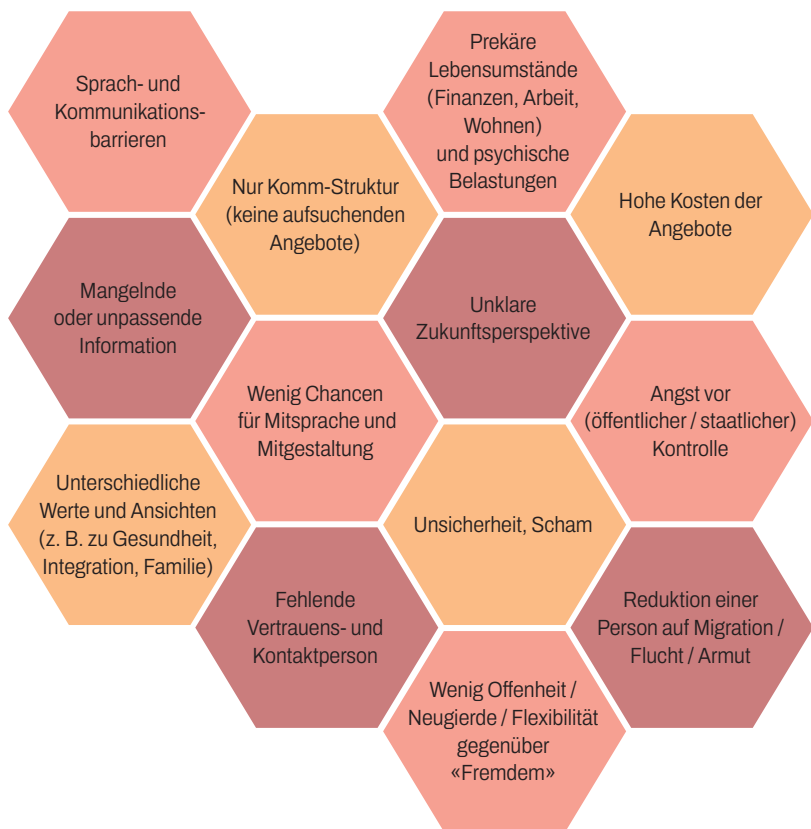 Sprach- und
Kommunikations-
barrieren
Prekäre
Lebensumstände
(Finanzen, Arbeit,
Wohnen)
und psychische
Belastungen
Nur Komm-Struktur
(keine aufsuchenden
Angebote)
Hohe Kosten der
Angebote
Mangelnde
oder unpassende
Information
Unklare
Zukunftsperspektive
Wenig Chancen
für Mitsprache und
Mitgestaltung
Angst vor
(öffentlicher / staatlicher)
Kontrolle
Unterschiedliche
Werte und Ansichten
(z. B. zu Gesundheit,
Integration, Familie)
Unsicherheit, Scham
Fehlende
Vertrauens- und
Kontaktperson
Reduktion einer
Person auf Migration /
Flucht / Armut
Wenig Offenheit /
Neugierde / Flexibilität
gegenüber
«Fremdem»